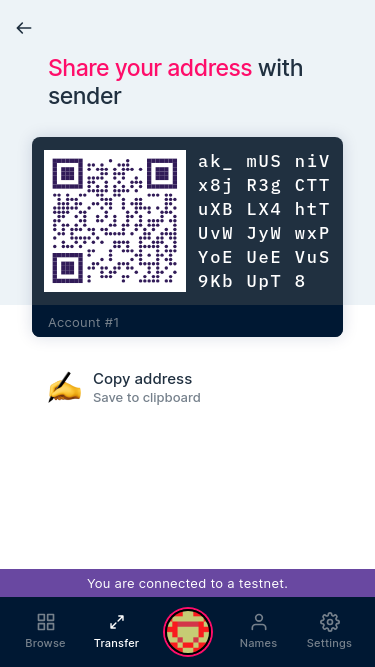 Share your address with
sender
ak_ mUS niV
x8j R3g CTT
uXB LX4 htT
UvW JyW wxP
YoE UeE VuS
9Kb UpT 8
Account #1
Copy address
Save to clipboard
You are connected to a testnet.
Browse
Transfer
Names
Settings